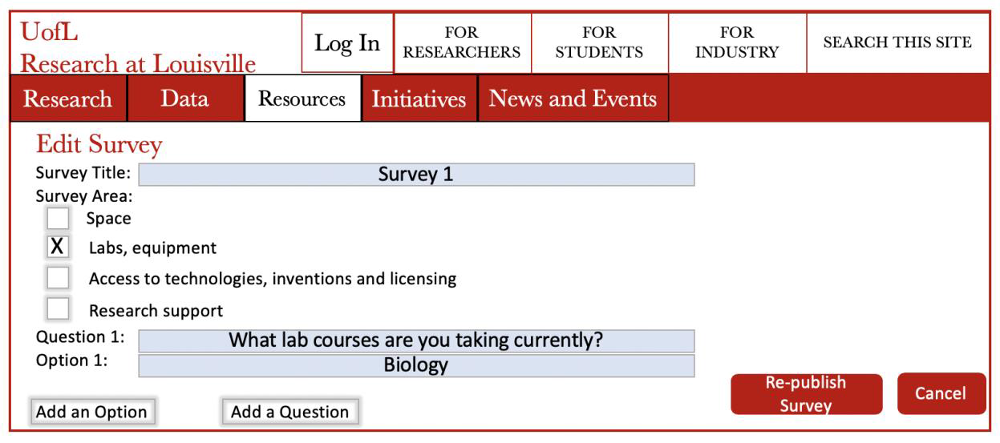 UofL
Research at Louisville
Log In
FOR
RESEARCHERS
FOR
STUDENTS
FOR
INDUSTRY
SEARCH THIS SITE
Research
Data
Resources
Initiatives
News and Events
Edit Survey
Survey Title: Survey 1
Survey Area:
Space
X Labs, equipment
Access to technologies, inventions and licensing
Research support
Question 1: What lab courses are you taking currently?
Option 1: Biology
Add an Option
Add a Question
Re-publish
Survey
Cancel